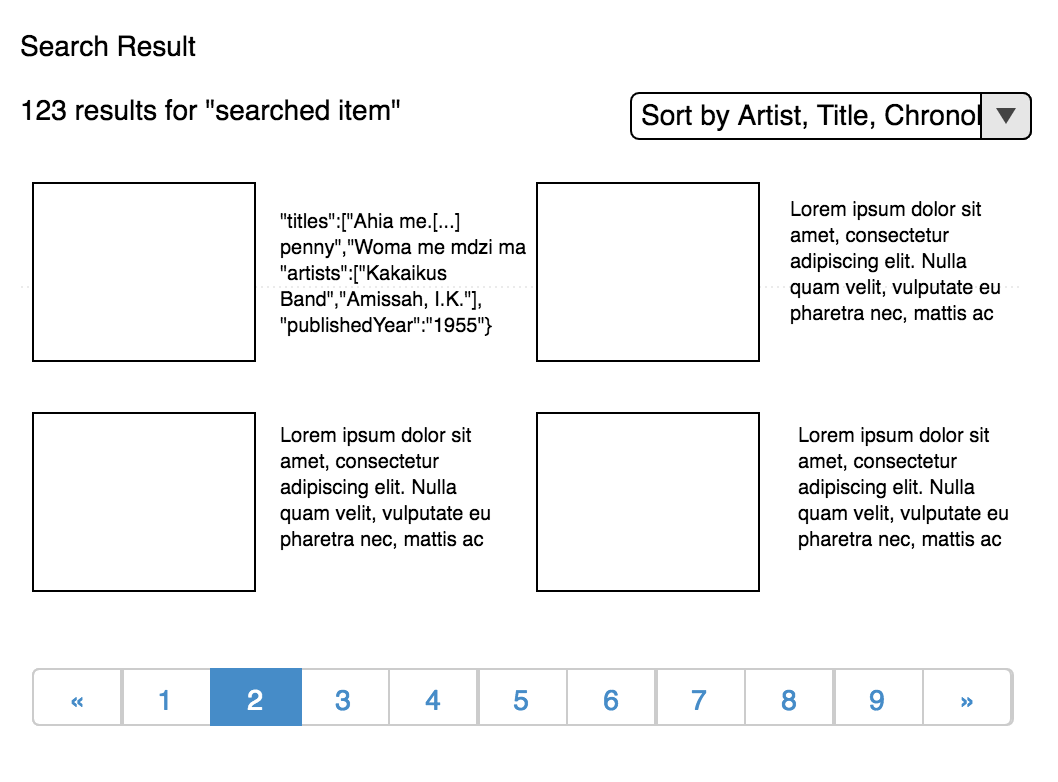 Search Result
123 results for "searched item"
Sort by Artist, Title, Chronol
▼
"titles":["Ahia me.[...]
penny","Woma me mdzi ma
"artists":["Kakaikus
Band","Amissah, I.K."],
"publishedYear":"1955"}
Lorem ipsum dolor sit
amet, consectetur
adipiscing elit. Nulla
quam velit, vulputate eu
pharetra nec, mattis ac
Lorem ipsum dolor sit
amet, consectetur
adipiscing elit. Nulla
quam velit, vulputate eu
pharetra nec, mattis ac
Lorem ipsum dolor sit
amet, consectetur
adipiscing elit. Nulla
quam velit, vulputate eu
pharetra nec, mattis ac
« 1 2 3 4 5 6 7 8 9 »